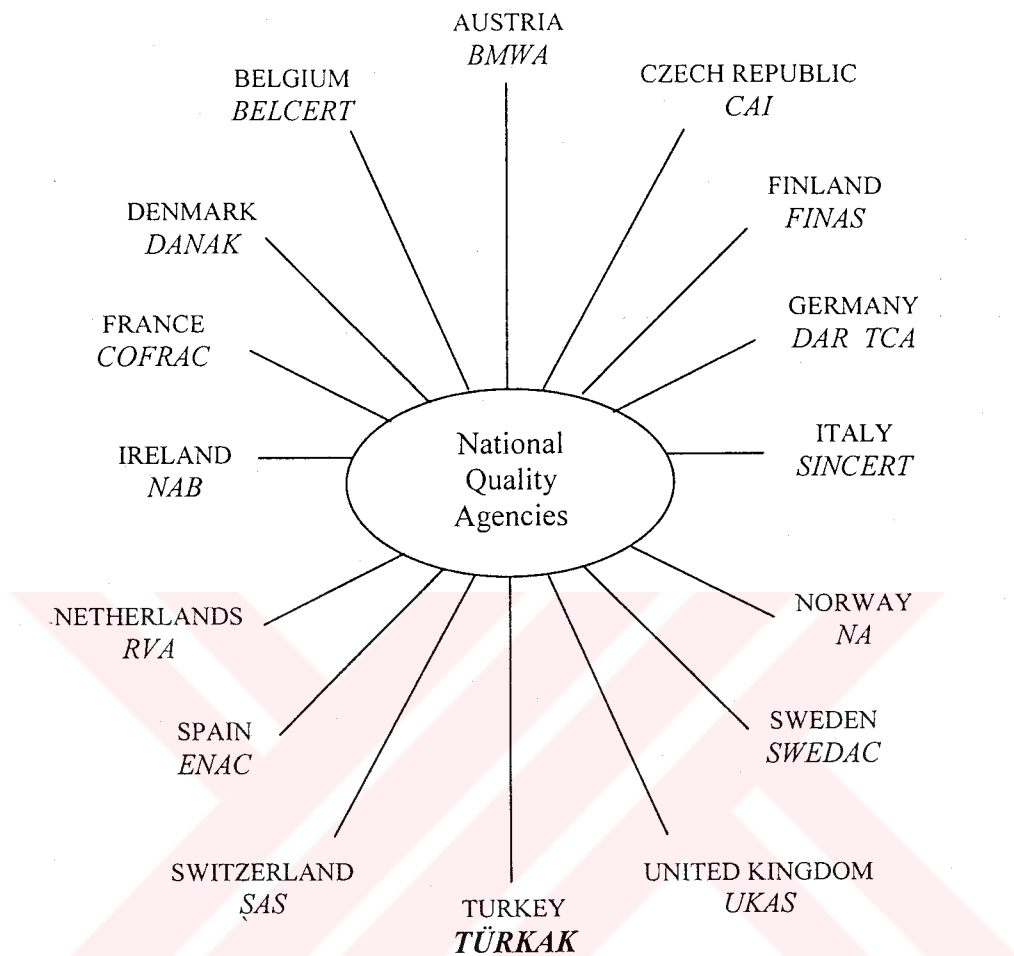 AUSTRIA
BMWA
BELGIUM
BELCERT
CZECH REPUBLIC
CAI
DENMARK
DANAK
FINLAND
FINAS
FRANCE
COFRAC
GERMANY
DAR TCA
IRELAND
NAB
National
Quality
Agencies
ITALY
SINCERT
NETHERLANDS
RVA
NORWAY
NA
SPAIN
ENAC
SWEDEN
SWEDAC
SWITZERLAND
SAS
TURKEY
TÜRKAK
UNITED KINGDOM
UKAS